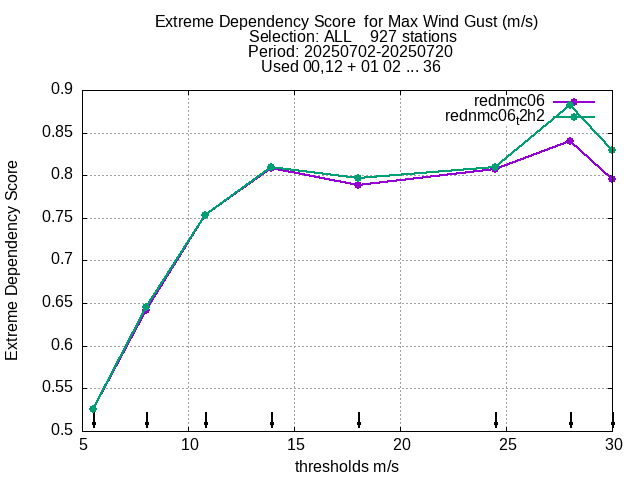 Extreme Dependency Score  for Max Wind Gust (m/s)
Selection: ALL    927 stations
Period: 20250702-20250720
Used 00,12 + 01 02 ... 36
rednmc06
rednmc06t2h2
Extreme Dependency Score
0.9
0.85
0.8
0.75
0.7
0.65
0.6
0.55
0.5
5 10 15 20 25 30
thresholds m/s